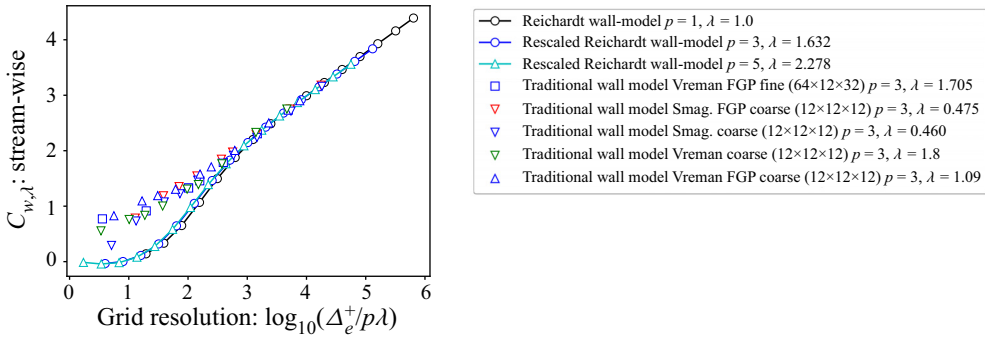 4
3
2
1
0
C_{w,λ}: stream-wise
0 1 2 3 4 5 6
Grid resolution: log₁₀(Δ_e^+/pλ)
Reichardt wall-model p = 1, λ = 1.0
Rescaled Reichardt wall-model p = 3, λ = 1.632
Rescaled Reichardt wall-model p = 5, λ = 2.278
Traditional wall model Vreman FGP fine (64×12×32) p = 3, λ = 1.705
Traditional wall model Smag. FGP coarse (12×12×12) p = 3, λ = 0.475
Traditional wall model Smag. coarse (12×12×12) p = 3, λ = 0.460
Traditional wall model Vreman coarse (12×12×12) p = 3, λ = 1.8
Traditional wall model Vreman FGP coarse (12×12×12) p = 3, λ = 1.09